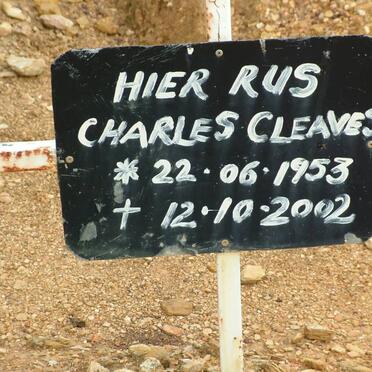 HIER RUS
CHARLES CLEAVES
* 22.06.1953
† 12.10.2002